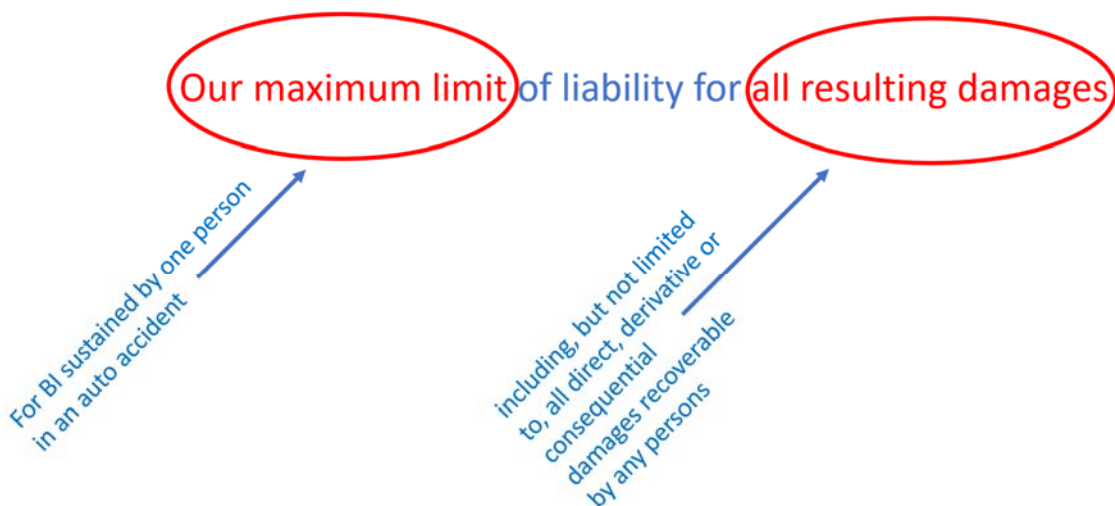 Our maximum limit of liability for all resulting damages
For BI sustained by one person
in an auto accident
including, but not limited
to, all direct, derivative or
consequential
damages recoverable
by any persons